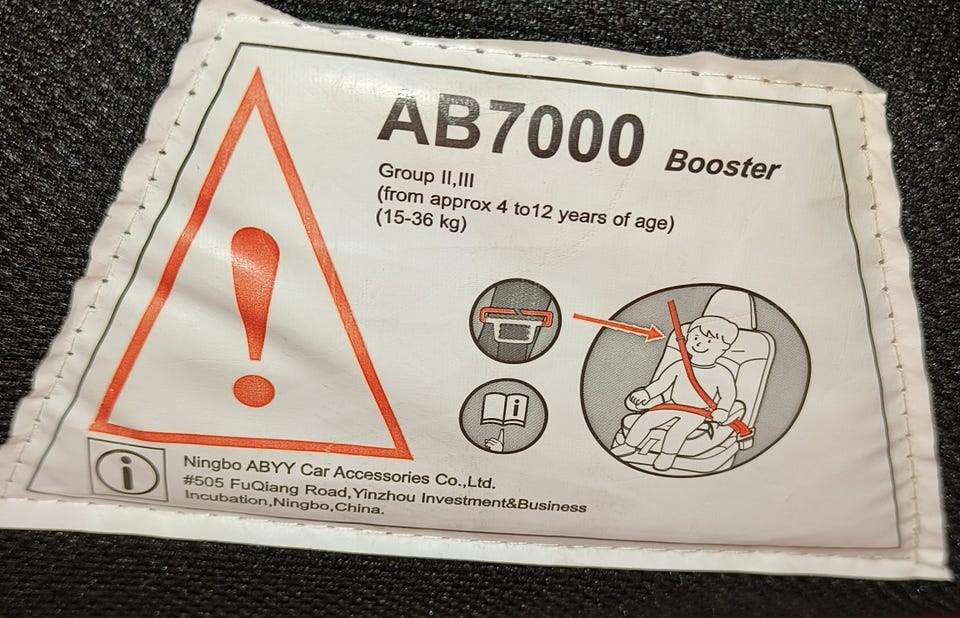 AB7000 Booster
Group II,III
(from approx 4 to12 years of age)
(15-36 kg)
Ningbo ABYY Car Accessories Co.,Ltd.
#505 FuQiang Road,Yinzhou Investment&Business
Incubation,Ningbo,China.